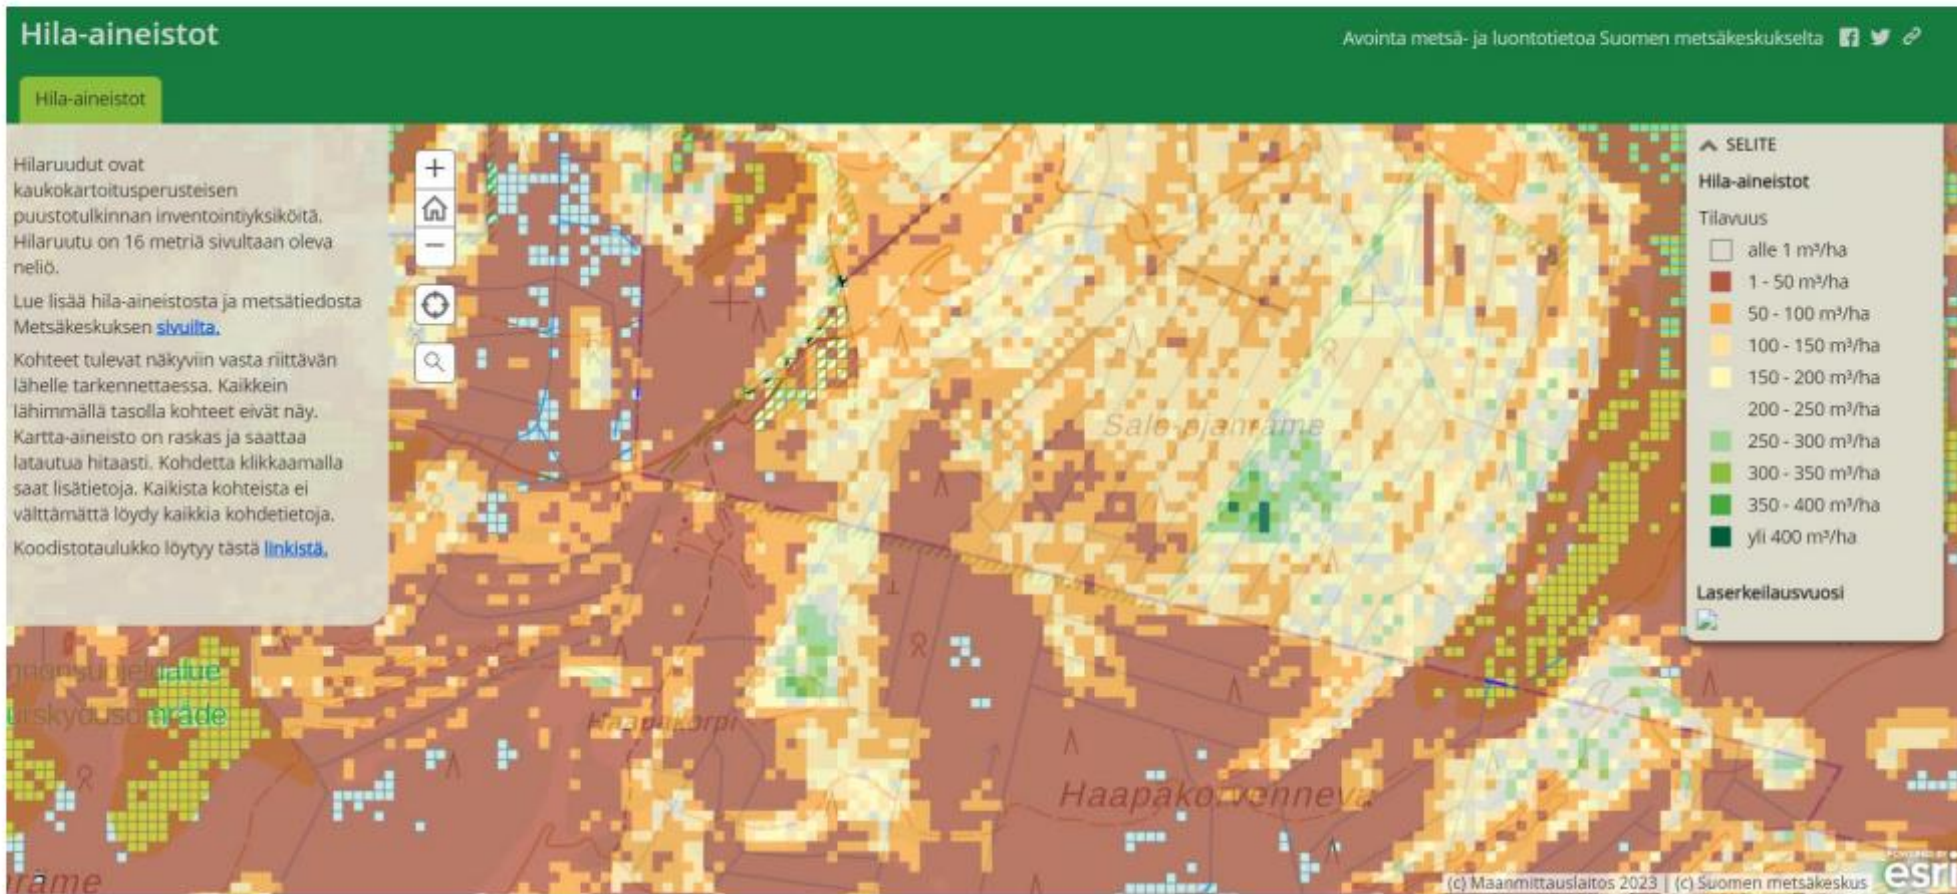 Hila-aineistot
Avointa metsä- ja luontotietoa Suomen metsäkeskukselta
Hila-aineistot
Hilaruudut ovat
kaukokartoitusperusteisen
puustotulkinnan inventointiyksiköitä.
Hilaruutu on 16 metriä sivultaan oleva
neliö.
Lue lisää hila-aineistosta ja metsätiedosta
Metsäkeskuksen sivuilta.
Kohteet tulevat näkyviin vasta riittävän
lähelle tarkennettaessa. Kaikkein
lähimmällä tasolla kohteet eivät näy.
Kartta-aineisto on raskas ja saattaa
latautua hitaasti. Kohdetta klikkaamalla
saat lisätietoja. Kaikista kohteista ei
välttämättä löydy kaikkia kohdetietoja.
Koodistotaulukko löytyy tästä linkistä.
SELITE
Hila-aineistot
Tilavuus
alle 1 m³/ha
1 - 50 m³/ha
50 - 100 m³/ha
100 - 150 m³/ha
150 - 200 m³/ha
200 - 250 m³/ha
250 - 300 m³/ha
300 - 350 m³/ha
350 - 400 m³/ha
yli 400 m³/ha
Laserkeilausvuosi
Haapakorpi
Haapakorvenneva
räme
(c) Maanmittauslaitos 2023 | (c) Suomen metsäkeskus
POWERED BY
esri